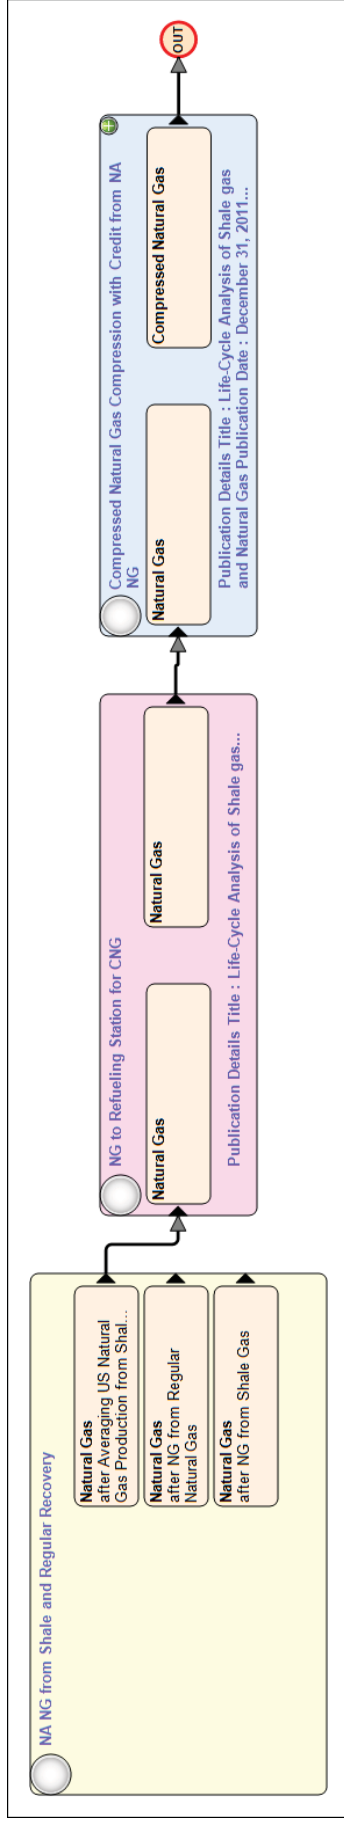 NA NG from Shale and Regular Recovery
Natural Gas
after Averaging US Natural
Gas Production from Shal...
Natural Gas
after NG from Regular
Natural Gas
Natural Gas
after NG from Shale Gas
NG to Refueling Station for CNG
Natural Gas
Natural Gas
Publication Details Title : Life-Cycle Analysis of Shale gas...
Compressed Natural Gas Compression with Credit from NA
NG
Natural Gas
Compressed Natural Gas
Publication Details Title : Life-Cycle Analysis of Shale gas
and Natural Gas Publication Date : December 31, 2011...
OUT